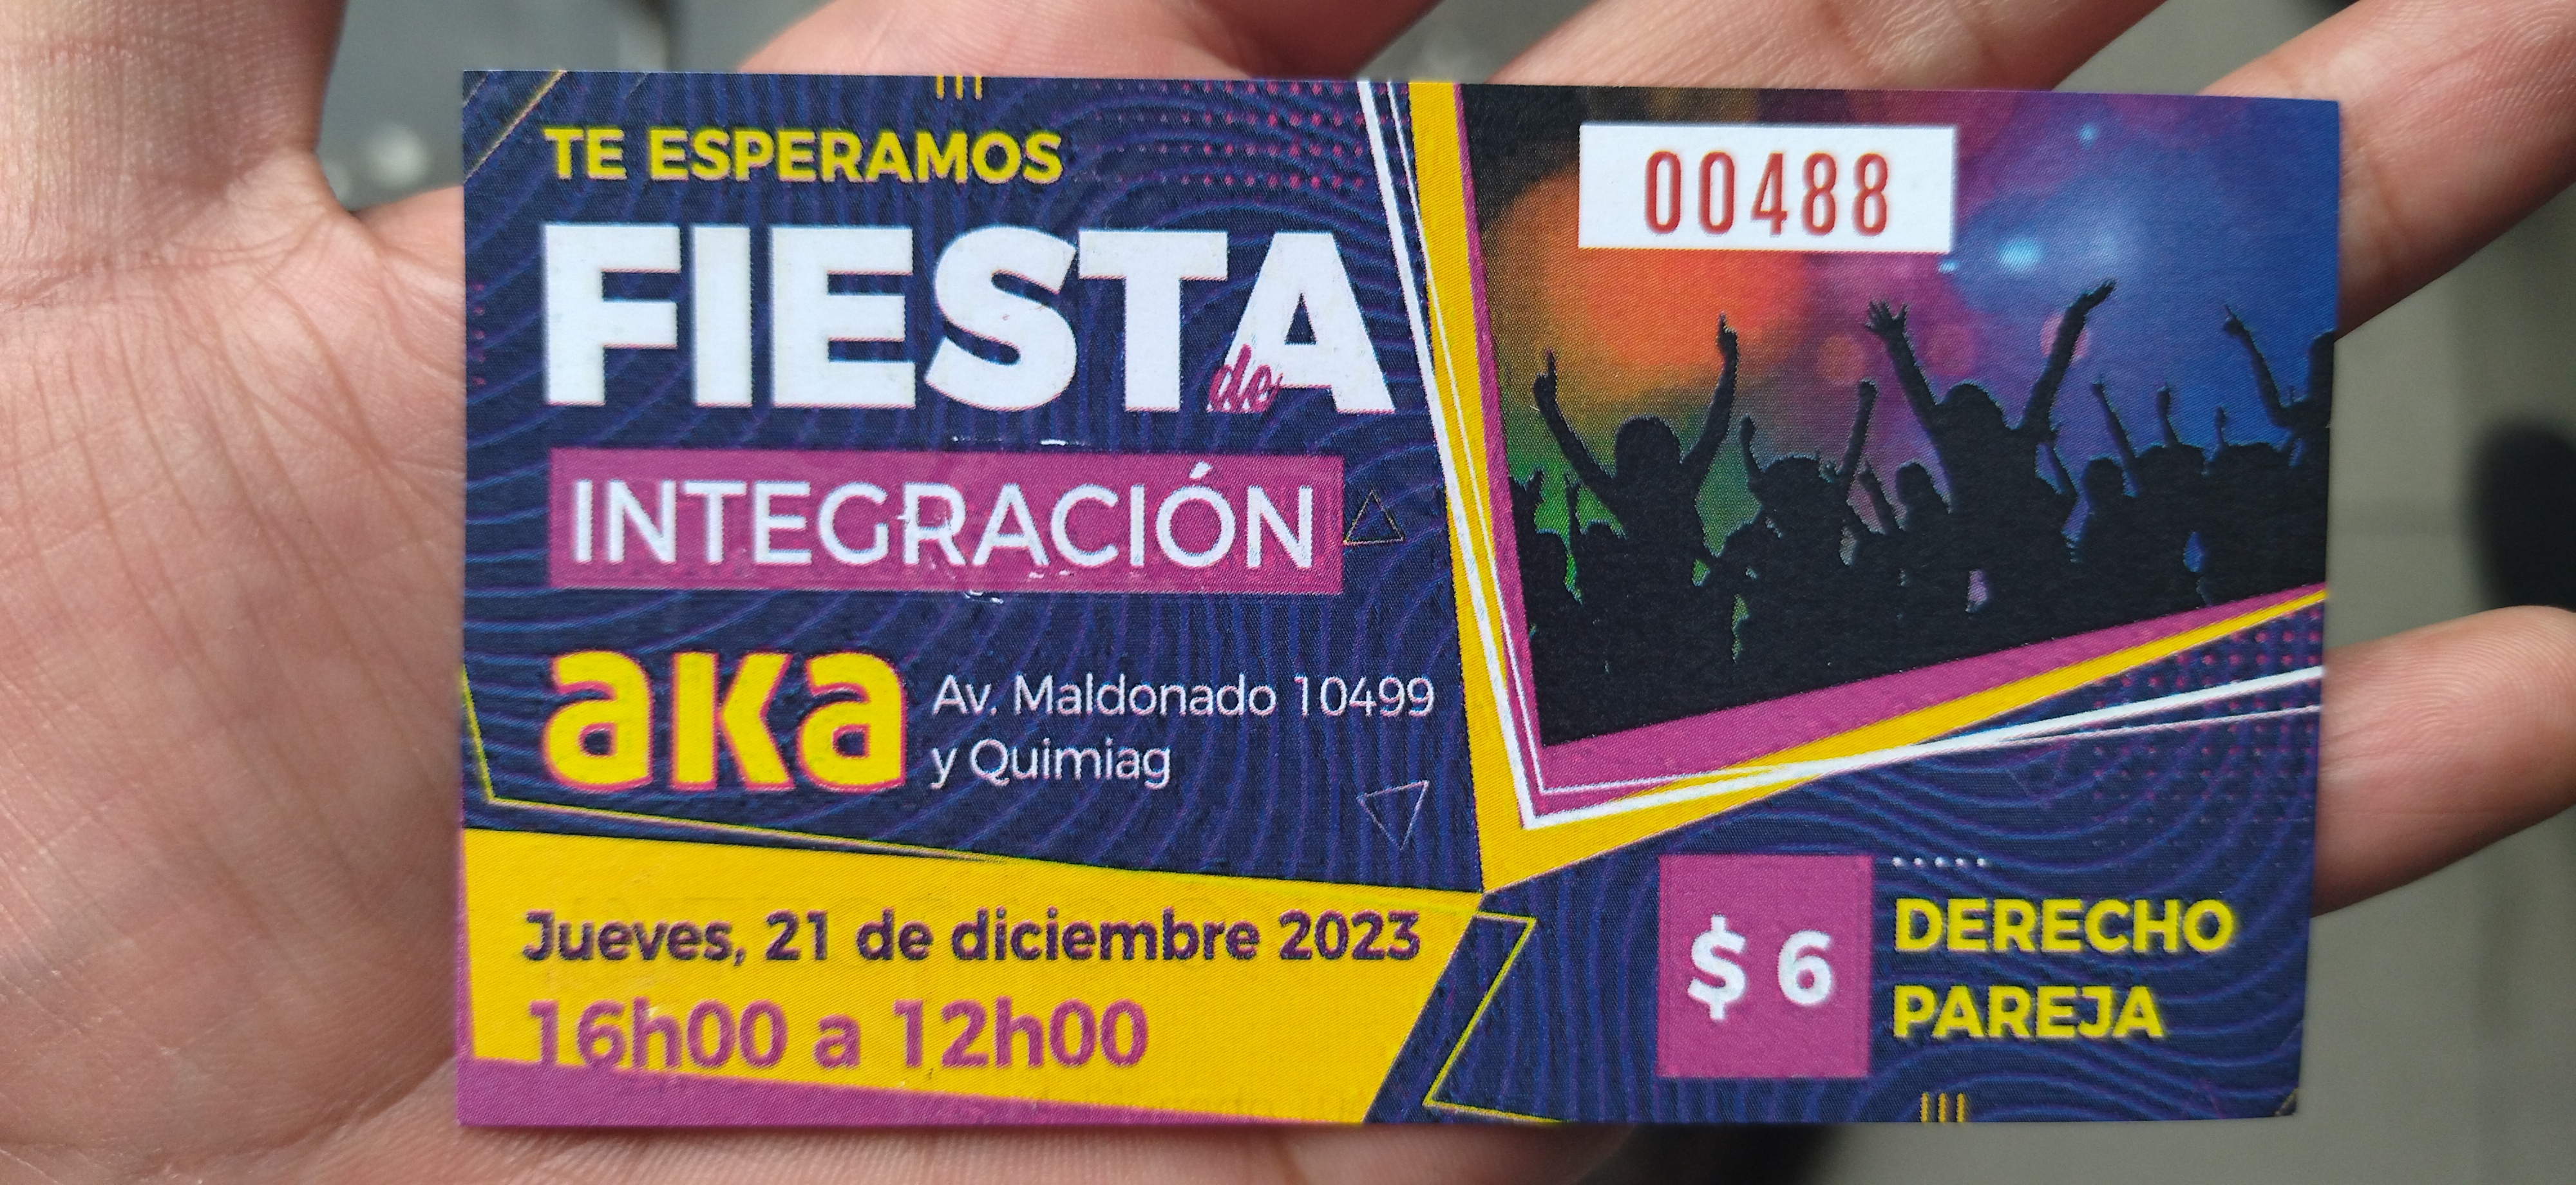 TE ESPERAMOS
FIESTA
de
INTEGRACIÓN
aka
Av. Maldonado 10499
y Quimiag
Jueves, 21 de diciembre 2023
16h00 a 12h00
00488
$ 6
DERECHO
PAREJA